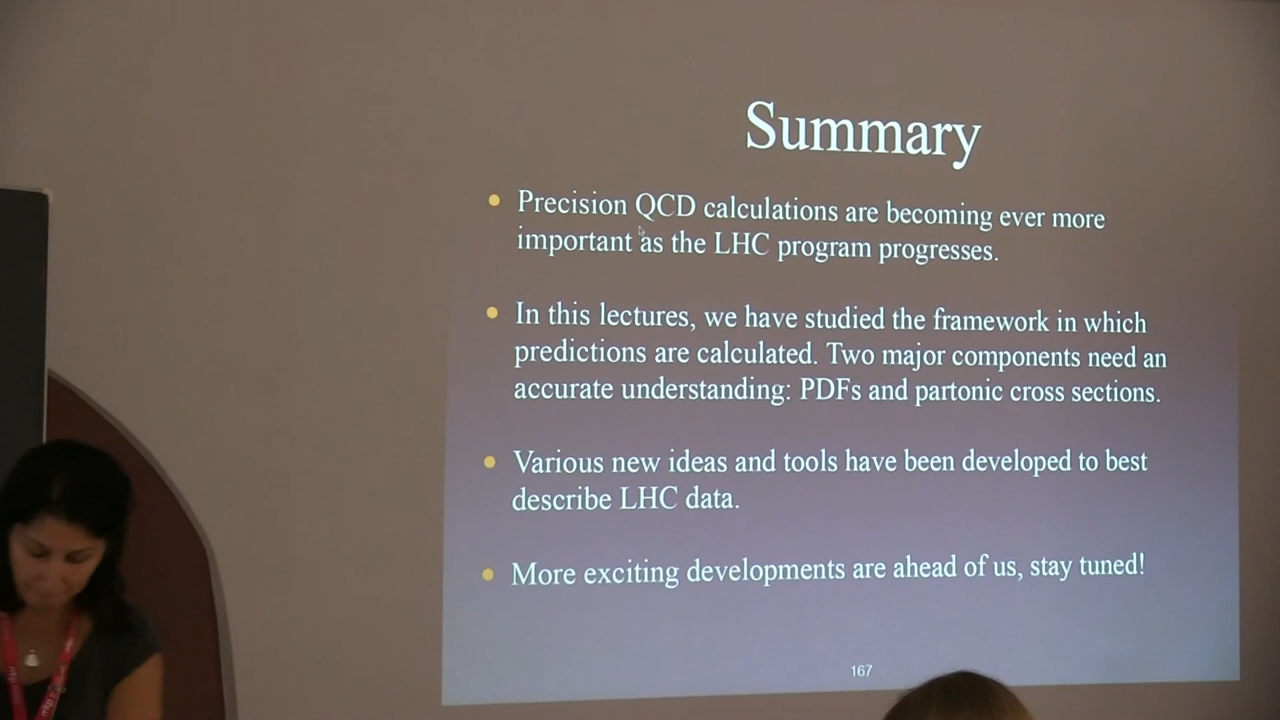 Summary
Precision QCD calculations are becoming ever more
important as the LHC program progresses.
In this lectures, we have studied the framework in which
predictions are calculated. Two major components need an
accurate understanding: PDFs and partonic cross sections.
Various new ideas and tools have been developed to best
describe LHC data.
More exciting developments are ahead of us, stay tuned!
167